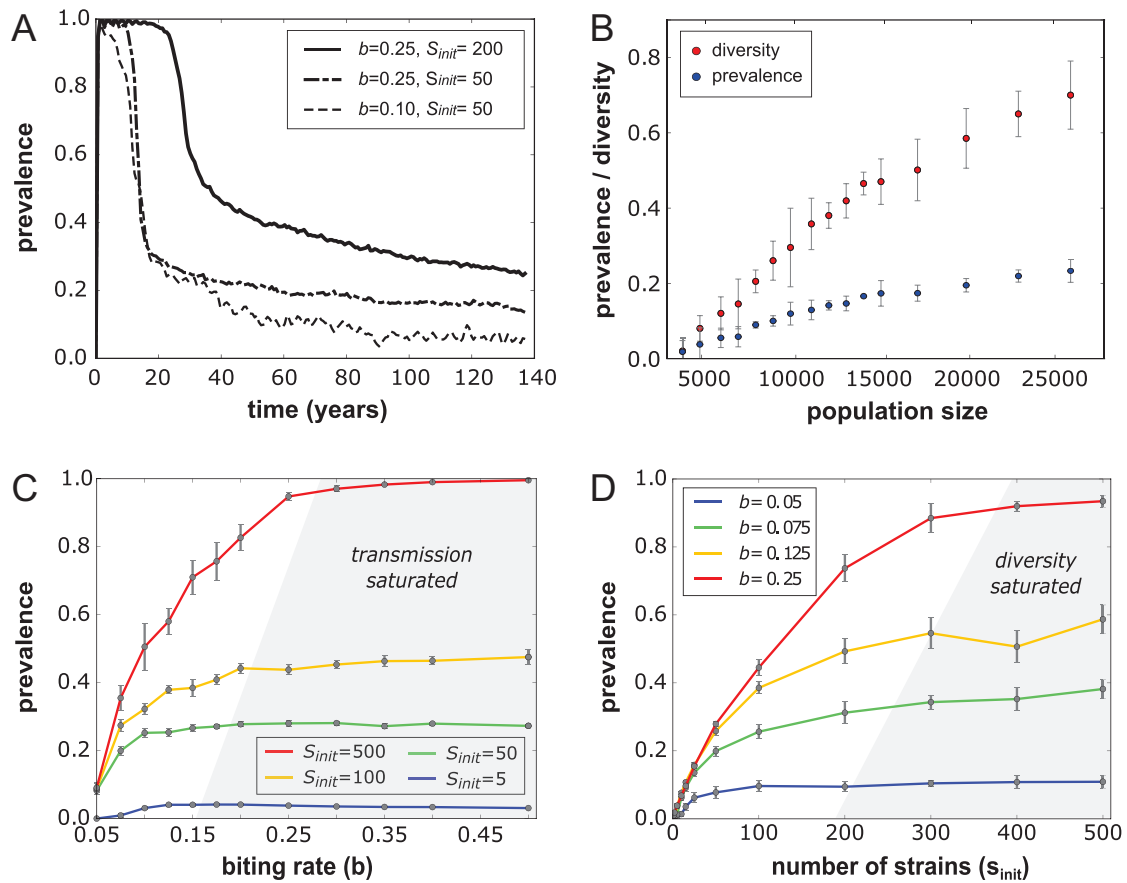 A
prevalence
1.0
0.8
0.6
0.4
0.2
0.0
b=0.25, Sinit= 200
b=0.25, Sinit= 50
b=0.10, Sinit= 50
0 20 40 60 80 100 120 140
time (years)
B
prevalence / diversity
0.8
0.6
0.4
0.2
0.0
diversity
prevalence
5000 10000 15000 20000 25000
population size
C
prevalence
1.0
0.8
0.6
0.4
0.2
0.0
transmission
saturated
Sinit=500 Sinit=50
Sinit=100 Sinit=5
0.05 0.15 0.25 0.35 0.45
biting rate (b)
D
prevalence
1.0
0.8
0.6
0.4
0.2
0.0
b=0.05
b=0.075
b=0.125
b=0.25
diversity
saturated
0 100 200 300 400 500
number of strains (sinit)